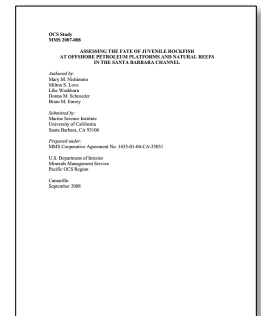 OCS Study
MMS 2007-008
ASSESSING THE FATE OF JUVENILE ROCKFISH
AT OFFSHORE PETROLEUM PLATFORMS AND NATURAL REEFS
IN THE SANTA BARBARA CHANNEL
Authored by:
Mary M. Nishimoto
Milton S. Love
Libe Washburn
Donna M. Schroeder
Brian M. Emery
Submitted by:
Marine Science Institute
University of California
Santa Barbara, CA 93106
Prepared under:
MMS Cooperative Agreement No. 1435-01-04-CA-35031
U.S. Department of Interior
Minerals Management Service
Pacific OCS Region
Camarillo
September 2008